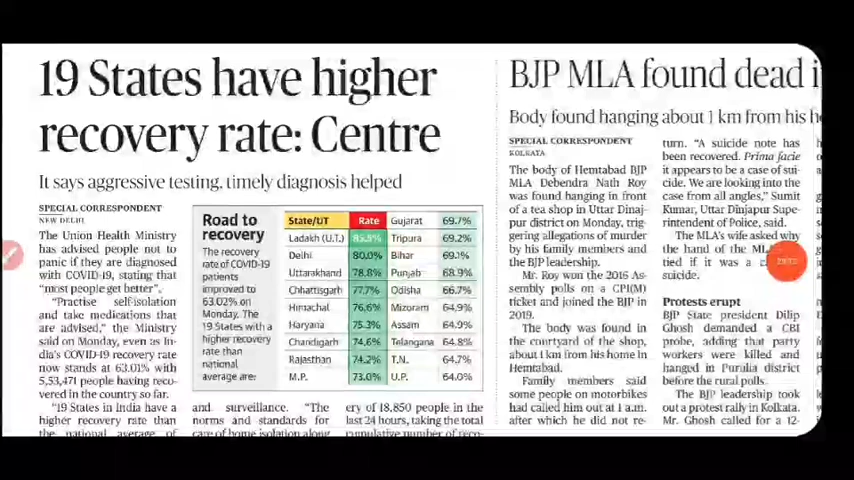 19 States have higher
recovery rate: Centre
It says aggressive testing, timely diagnosis helped
SPECIAL CORRESPONDENT
NEW DELHI
The Union Health Ministry
has advised people not to
panic if they are diagnosed
with COVID-19, stating that
“most people get better”.
“Practise self-isolation
and take medications that
are advised,” the Ministry
said on Monday, even as In-
dia’s COVID-19 recovery rate
now stands at 63.01% with
5,53,471 people having reco-
vered in the country so far.
“19 States in India have a
higher recovery rate than
the national average of
Road to
recovery
The recovery
rate of COVID-19
patients
improved to
63.02% on
Monday. The
19 States with a
higher recovery
rate than
national
average are:
State/UT Rate Gujarat 69.7%
Ladakh (U.T.) 85.5% Tripura 69.2%
Delhi 80.0% Bihar 69.1%
Uttarakhand 78.8% Punjab 68.9%
Chhattisgarh 77.7% Odisha 66.7%
Himachal 76.6% Mizoram 64.9%
Haryana 75.3% Assam 64.9%
Chandigarh 74.6% Telangana 64.8%
Rajasthan 74.2% T.N. 64.7%
M.P. 73.0% U.P. 64.0%
and surveillance. “The
norms and standards for
care of home isolation along
ery of 18,850 people in the
last 24 hours, taking the total
cumulative number of reco-
BJP MLA found dead i
Body found hanging about 1 km from his h
SPECIAL CORRESPONDENT
KOLKATA
The body of Hemtabad BJP
MLA Debendra Nath Roy
was found hanging in front
of a tea shop in Uttar Dinaj-
pur district on Monday, trig-
gering allegations of murder
by his family members and
the BJP leadership.
Mr. Roy won the 2016 As-
sembly polls on a CPI(M)
ticket and joined the BJP in
2019.
The body was found in
the courtyard of the shop,
about 1 km from his home in
Hemtabad.
Family members said
some people on motorbikes
had called him out at 1 a.m.
after which he did not re-
turn. “A suicide note has
been recovered. Prima facie
it appears to be a case of sui-
cide. We are looking into the
case from all angles,” Sumit
Kumar, Uttar Dinjapur Supe-
rintendent of Police, said.
The MLA’s wife asked why
the hand of the MLA
tied if it was a
suicide.
Protests erupt
BJP State president Dilip
Ghosh demanded a CBI
probe, adding that party
workers were killed and
hanged in Purulia district
before the rural polls.
The BJP leadership took
out a protest rally in Kolkata.
Mr. Ghosh called for a 12-